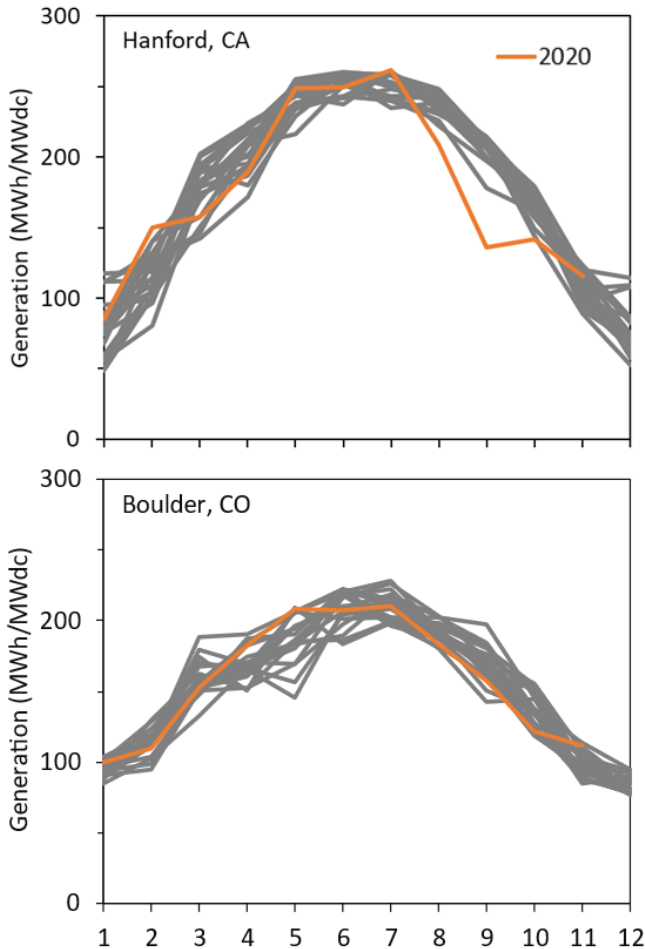 300
Hanford, CA
2020
200
100
0
Generation (MWh/MWdc)
300
Boulder, CO
200
100
0
Generation (MWh/MWdc)
1 2 3 4 5 6 7 8 9 10 11 12